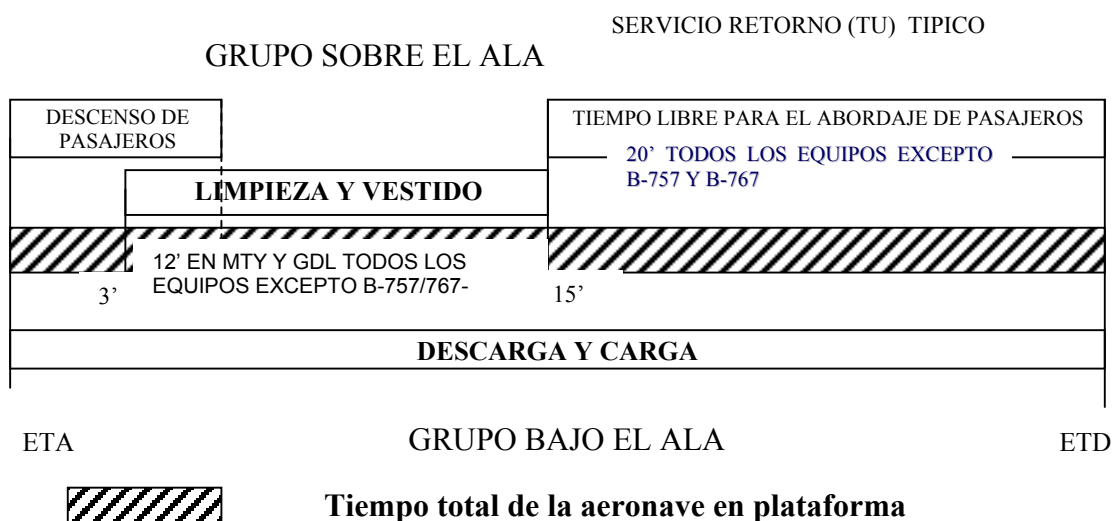 SERVICIO RETORNO (TU) TIPICO
GRUPO SOBRE EL ALA
DESCENSO DE
PASAJEROS
TIEMPO LIBRE PARA EL ABORDAJE DE PASAJEROS
20’ TODOS LOS EQUIPOS EXCEPTO
B-757 Y B-767
LIMPIEZA Y VESTIDO
12’ EN MTY Y GDL TODOS LOS
EQUIPOS EXCEPTO B-757/767-
3’
15’
DESCARGA Y CARGA
ETA
GRUPO BAJO EL ALA
ETD
Tiempo total de la aeronave en plataforma